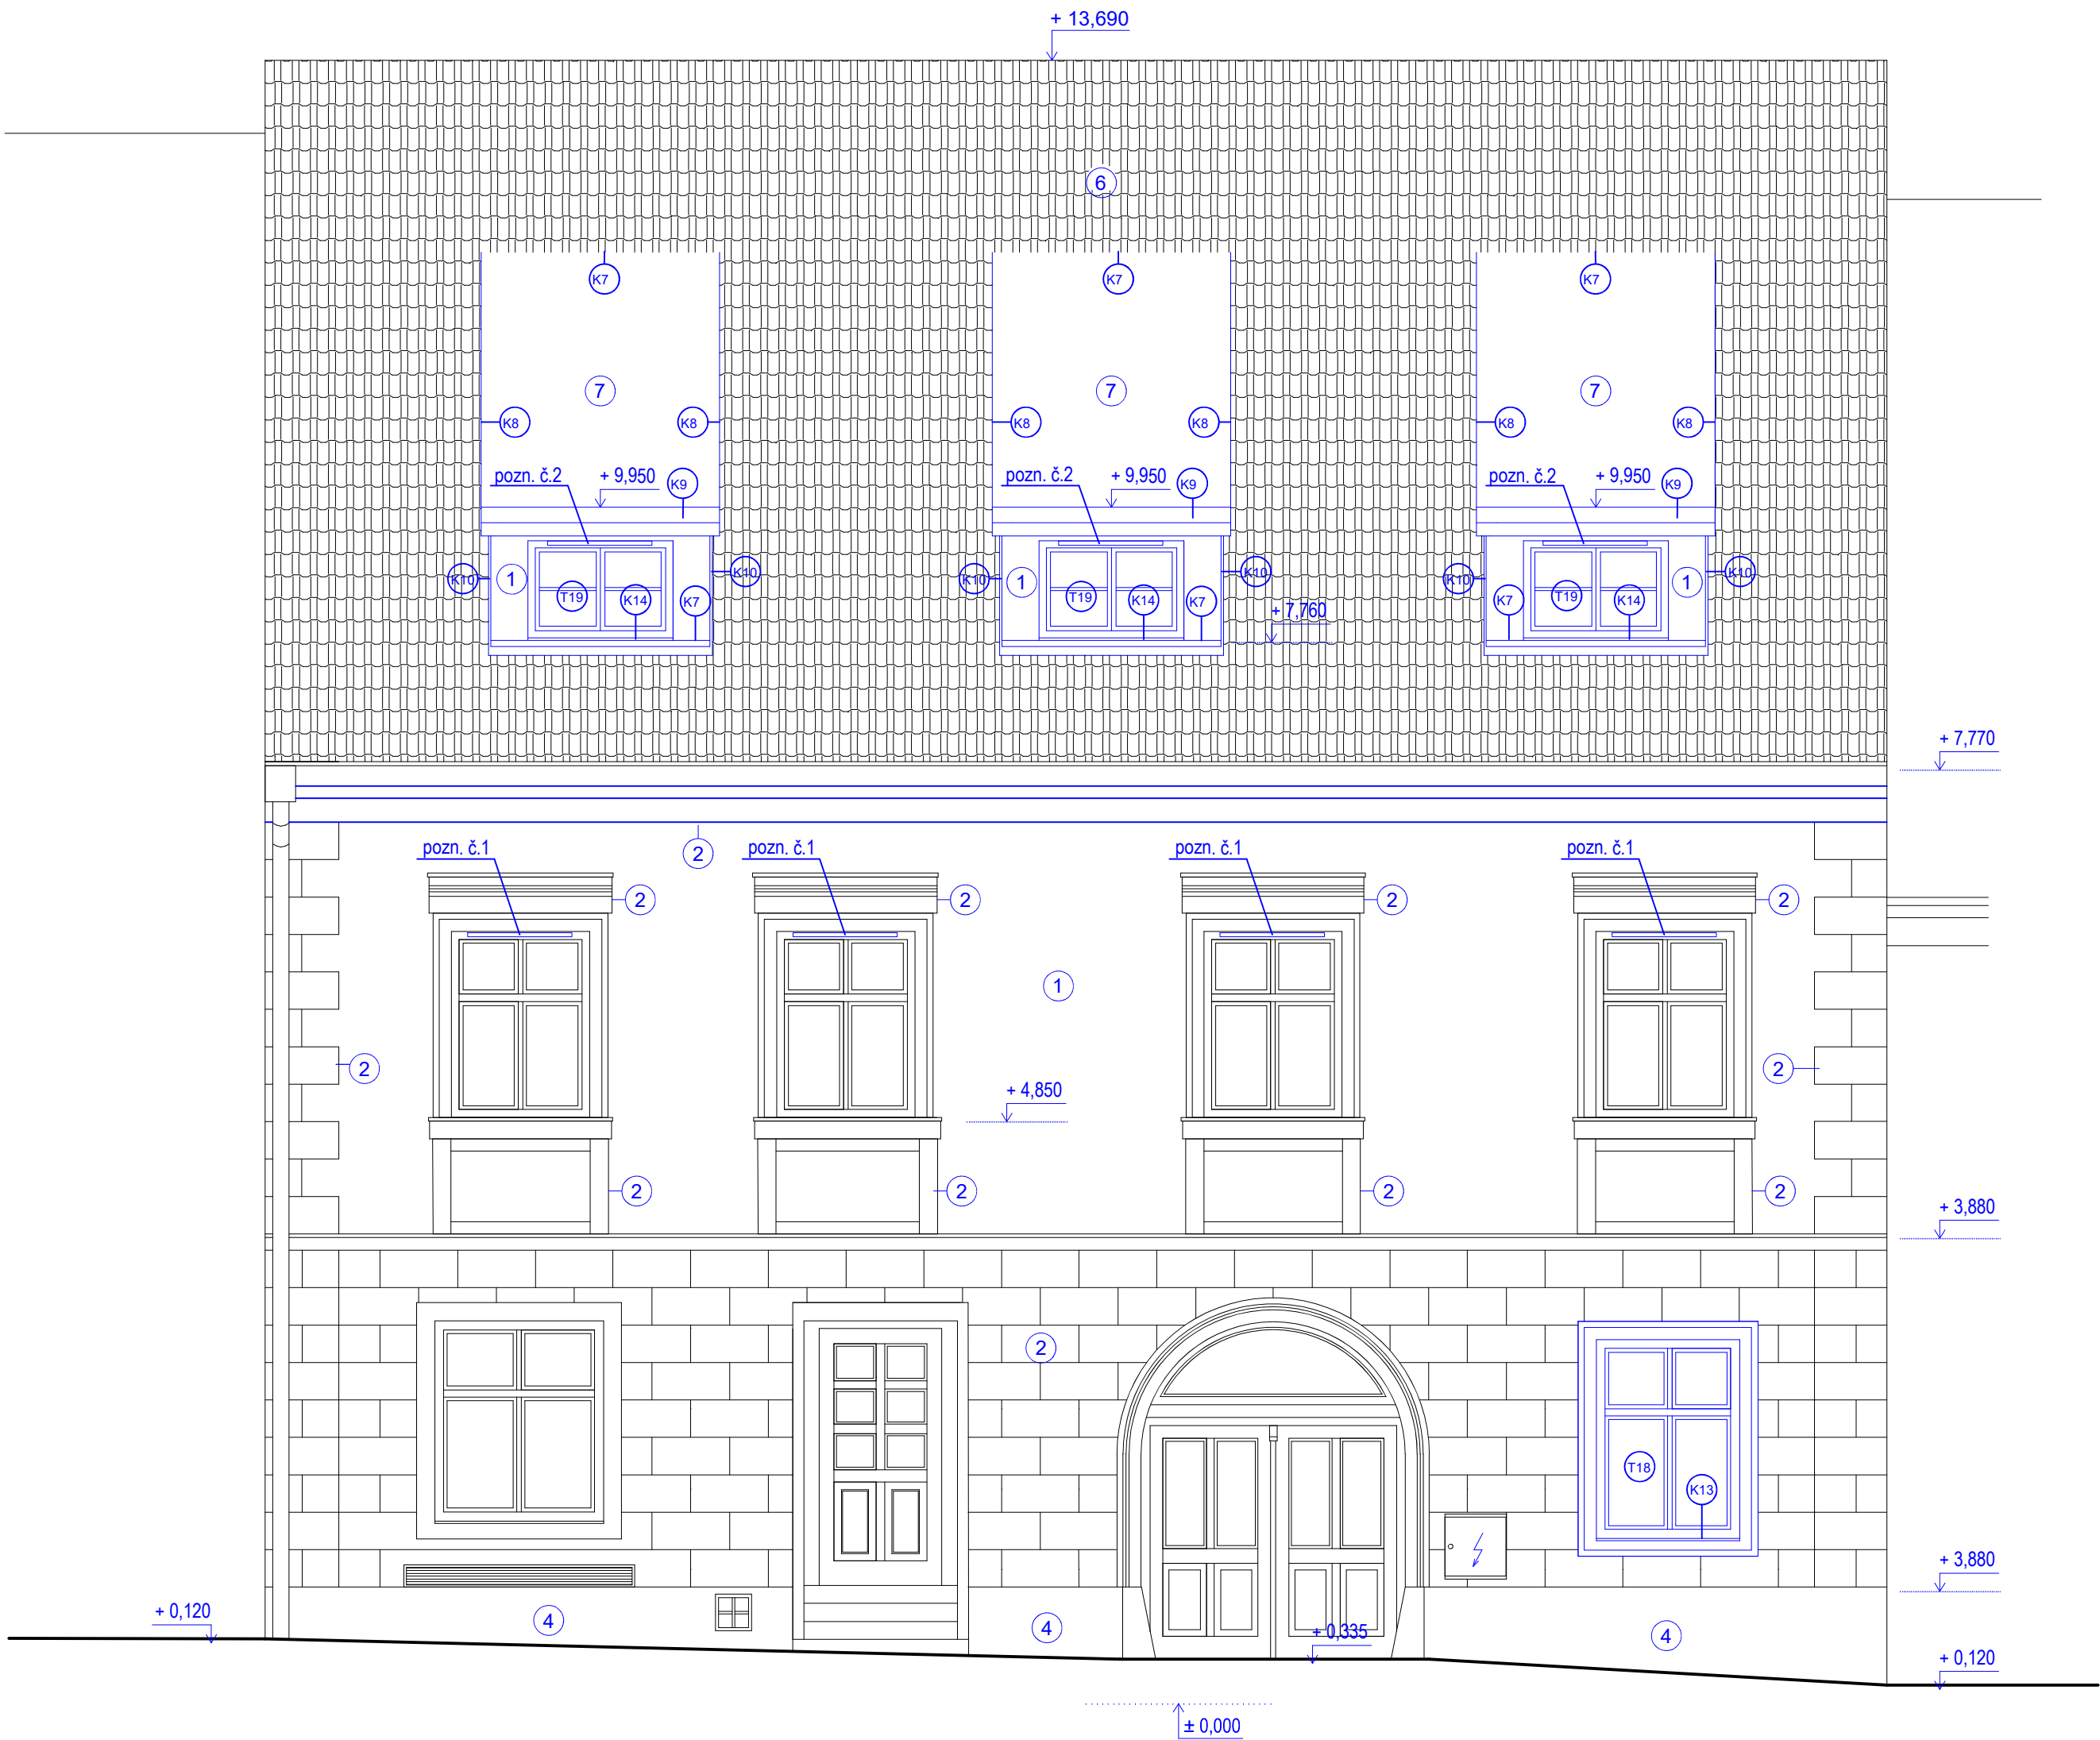 + 13,690
6
K7 K7 K7
7 7 7
K8 K8 K8 K8 K8 K8
pozn. č.2 + 9,950 K9 pozn. č.2 + 9,950 K9 pozn. č.2 + 9,950 K9
K10 1 T19 K14 K7 K10 K10 1 T19 K14 K7 K10 K10 K7 T19 K14 1 K10
+ 7,760
+ 7,770
pozn. č.1 2 pozn. č.1 pozn. č.1 pozn. č.1
2 2 2 2
1
2 2
+ 4,850
2 2 2 2
+ 3,880
2
T18
K13
+ 3,880
+ 0,120 4 4 + 0,335 4
+ 0,120
± 0,000